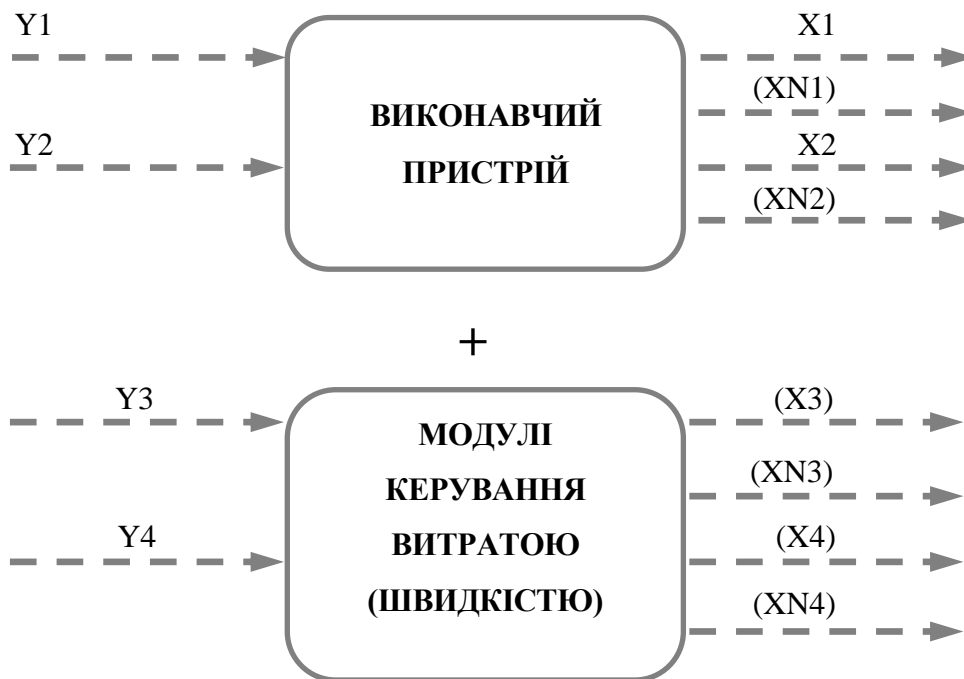 Y1
X1
(XN1)
ВИКОНАВЧИЙ
ПРИСТРІЙ
Y2
X2
(XN2)
+
Y3
(X3)
МОДУЛІ
(XN3)
КЕРУВАННЯ
Y4
(X4)
ВИТРАТОЮ
(ШВИДКІСТЮ)
(XN4)